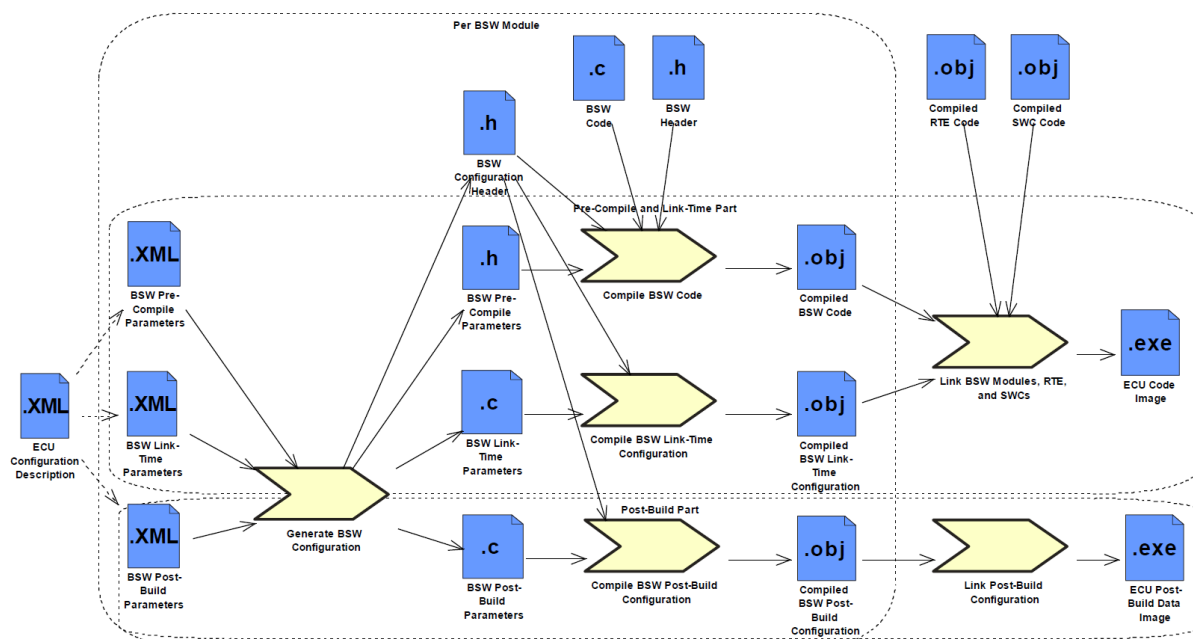 Per BSW Module
.c
.h
.obj
.obj
BSW
Code
BSW
Header
Compiled
RTE Code
Compiled
SWC Code
.h
BSW
Configuration
Header
Pre-Compile and Link-Time Part
.XML
BSW Pre-
Compile
Parameters
.h
BSW Pre-
Compile
Parameters
Compile BSW Code
.obj
Compiled
BSW Code
Link BSW Modules, RTE,
and SWCs
.exe
ECU Code
Image
.XML
ECU
Configuration
Description
.XML
BSW Link-
Time
Parameters
.c
BSW Link-
Time
Parameters
Compile BSW Link-Time
Configuration
.obj
Compiled
BSW Link-
Time
Configuration
Generate BSW
Configuration
Post-Build Part
.XML
BSW Post-
Build
Parameters
.c
BSW Post-
Build
Parameters
Compile BSW Post-Build
Configuration
.obj
Compiled
BSW Post-
Build
Configuration
Link Post-Build
Configuration
.exe
ECU Post-
Build Data
Image